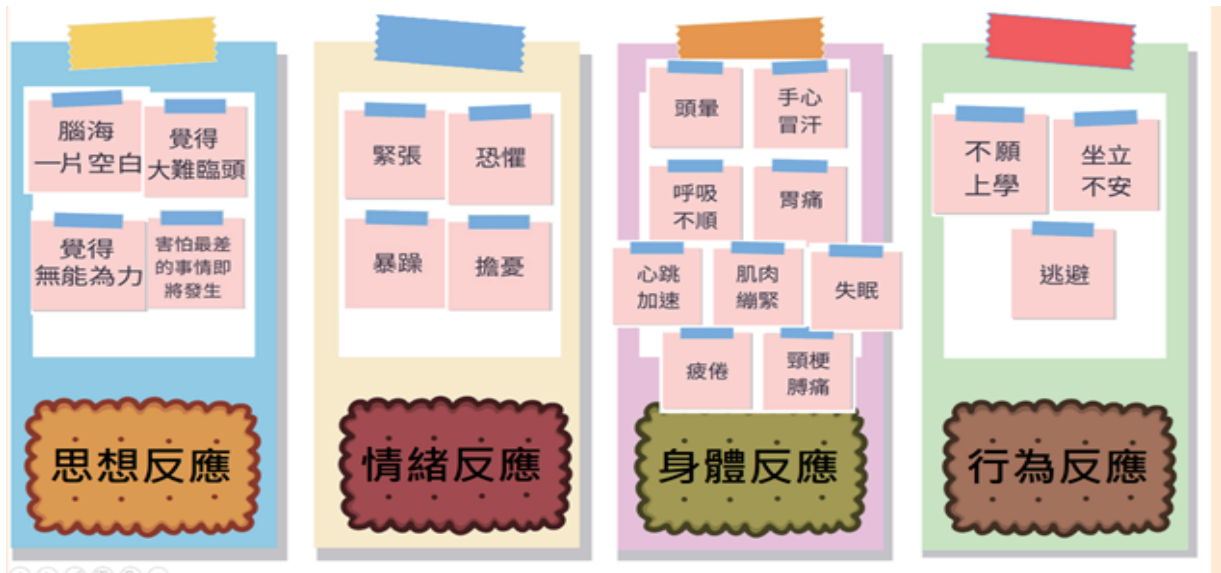 腦海
一片空白
覺得
大難臨頭
覺得
無能為力
害怕最差
的事情即
將發生
思想反應
緊張
恐懼
暴躁
擔憂
情緒反應
頭暈
手心
冒汗
呼吸
不順
胃痛
心跳
加速
肌肉
繃緊
失眠
疲倦
頸梗
膊痛
身體反應
不願
上學
坐立
不安
逃避
行為反應